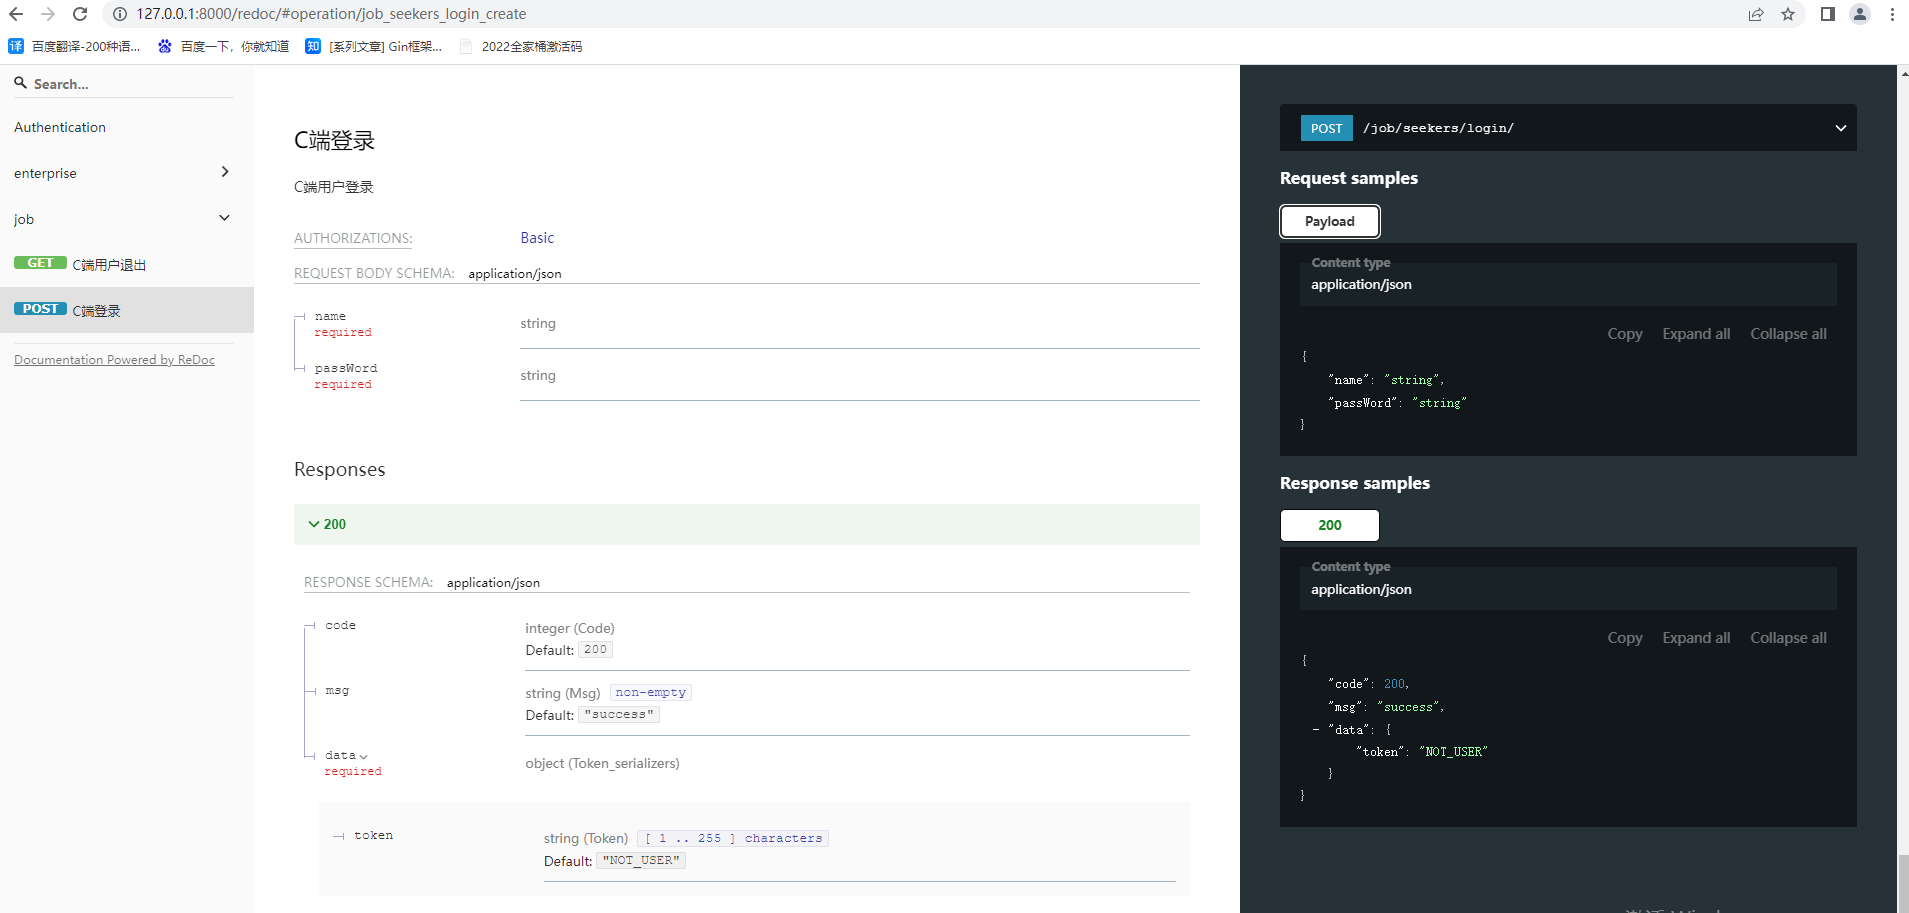 127.0.0.1:8000/redoc/#operation/job_seekers_login_create
译 百度翻译-200种语... 百度一下，你就知道 知 [系列文章] Gin框架... 2022全家桶激活码
Search...
Authentication
enterprise
job
GET C端用户退出
POST C端登录
Documentation Powered by ReDoc
C端登录
C端用户登录
AUTHORIZATIONS: Basic
REQUEST BODY SCHEMA: application/json
name
required
string
passWord
required
string
Responses
200
RESPONSE SCHEMA: application/json
code
integer (Code)
Default: 200
msg
string (Msg) non-empty
Default: "success"
data
required
object (Token_serializers)
token
string (Token) [ 1 .. 255 ] characters
Default: "NOT_USER"
POST /job/seekers/login/
Request samples
Payload
Content type
application/json
Copy Expand all Collapse all
{
"name": "string",
"passWord": "string"
}
Response samples
200
Content type
application/json
Copy Expand all Collapse all
{
"code": 200,
"msg": "success",
- "data": {
"token": "NOT_USER"
}
}